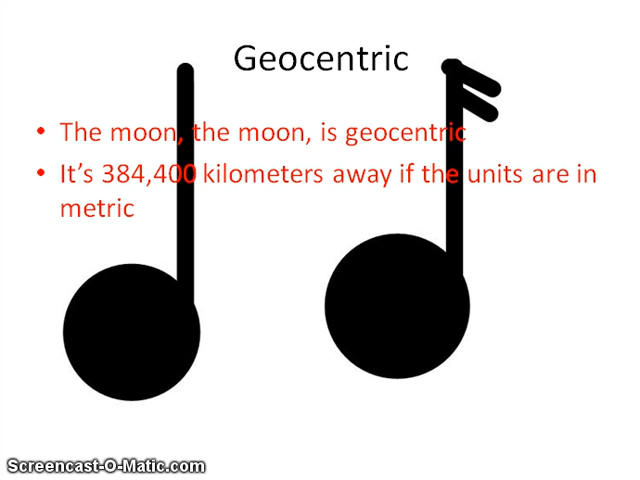 Geocentric
• The moon, the moon, is geocentric
• It's 384,400 kilometers away if the units are in
metric
Screencast-O-Matic.com